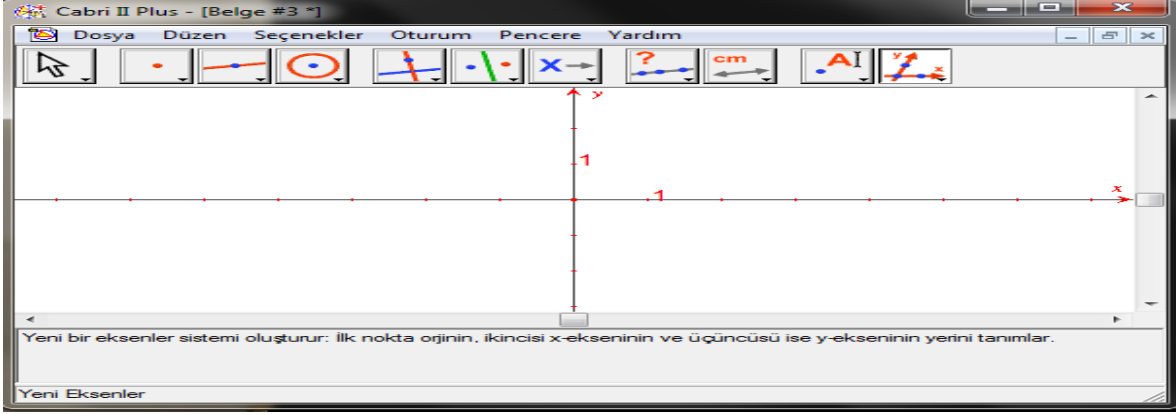 Cabri II Plus - [Belge #3 *]
Dosya Düzen Seçenekler Oturum Pencere Yardım
? cm AI y x
y
1
1
x
Yeni bir eksenler sistemi oluşturur: İlk nokta orjinin, ikincisi x-ekseninin ve üçüncüsü ise y-ekseninin yerini tanımlar.
Yeni Eksenler